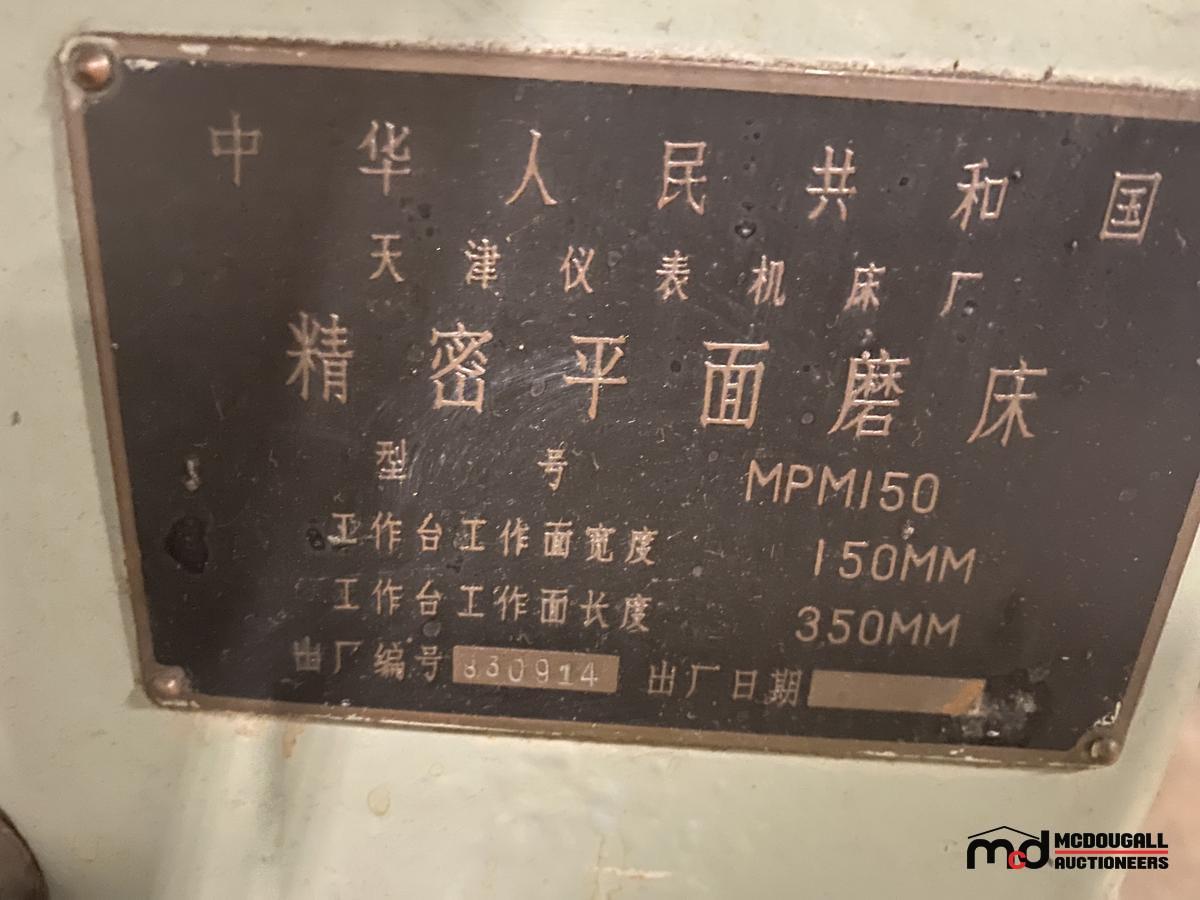 中华人民共和国
天津仪表机床厂
精密平面磨床
型号 MPM150
工作台工作面宽度 150MM
工作台工作面长度 350MM
出厂编号 830914 出厂日期
mcd MCDOUGALL AUCTIONEERS